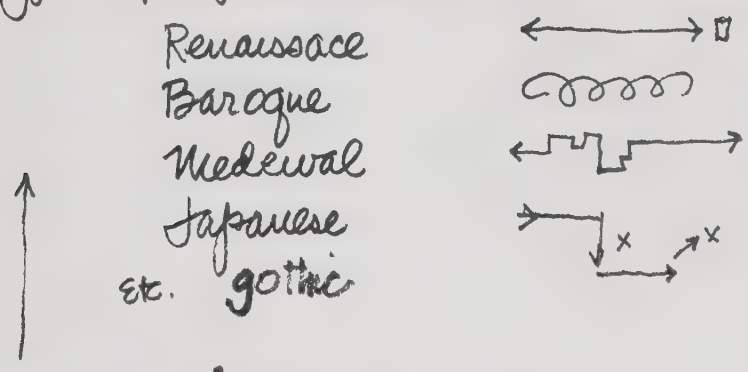 Renaissace
Baroque
Medeival
Japanese
Etc. gothic
x
x